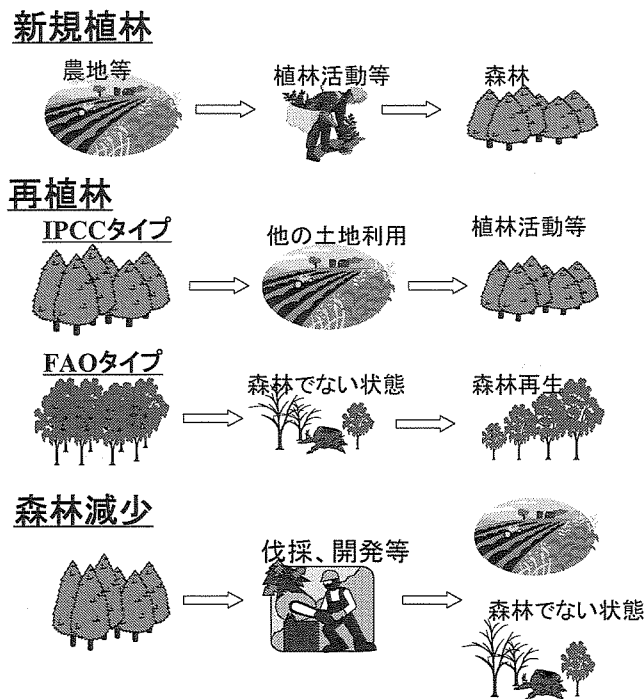 新規植林
農地等
植林活動等
森林
再植林
IPCCタイプ
他の土地利用
植林活動等
FAOタイプ
森林でない状態
森林再生
森林減少
伐採、開発等
森林でない状態